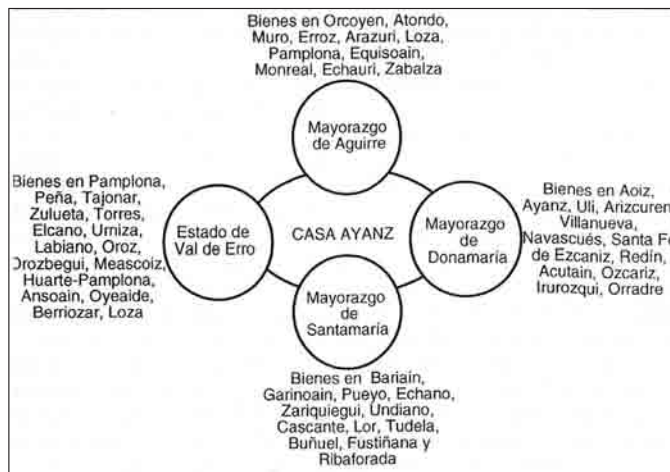 Bienes en Orcoyen, Atondo,
Muro, Erroz, Arazuri, Loza,
Pamplona, Equisoain,
Monreal, Echauri, Zabalza
Mayorazgo
de Aguirre
Bienes en Pamplona,
Peña, Tajonar,
Zulueta, Torres,
Elcano, Urniza,
Labiano, Oroz,
Orozbegui, Meascoiz,
Huarte-Pamplona,
Ansoain, Oyeaide,
Berriozar, Loza
Estado de
Val de Erro
CASA AYANZ
Mayorazgo
de
Donamaría
Bienes en Aoiz,
Ayanz, Uli, Arizcuren
Villanueva,
Navascués, Santa Fe
de Ezcaniz, Redín,
Acutain, Ozcariz,
Irurozqui, Orradre
Mayorazgo
de
Santamaría
Bienes en Bariain,
Garinoain, Pueyo, Echano,
Zariquiegui, Undiano,
Cascante, Lor, Tudela,
Buñuel, Fustiñana y
Ribaforada